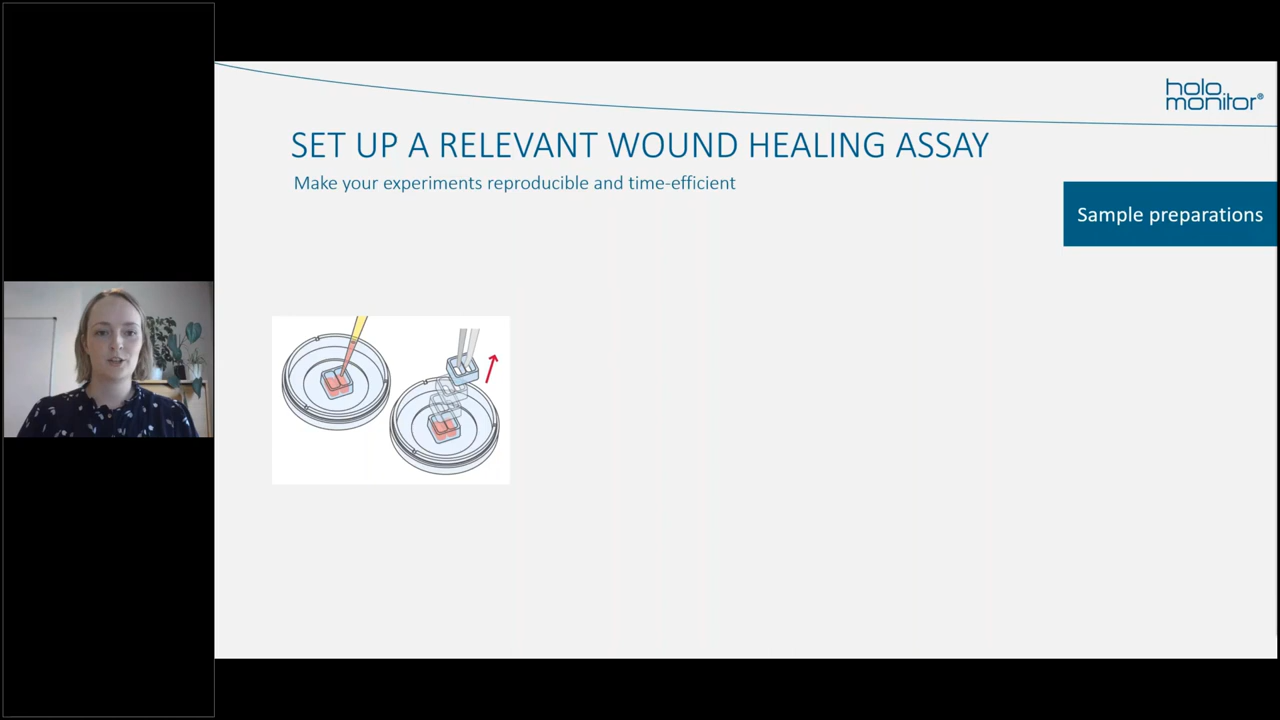 holo
monitor®
SET UP A RELEVANT WOUND HEALING ASSAY
Make your experiments reproducible and time-efficient
Sample preparations